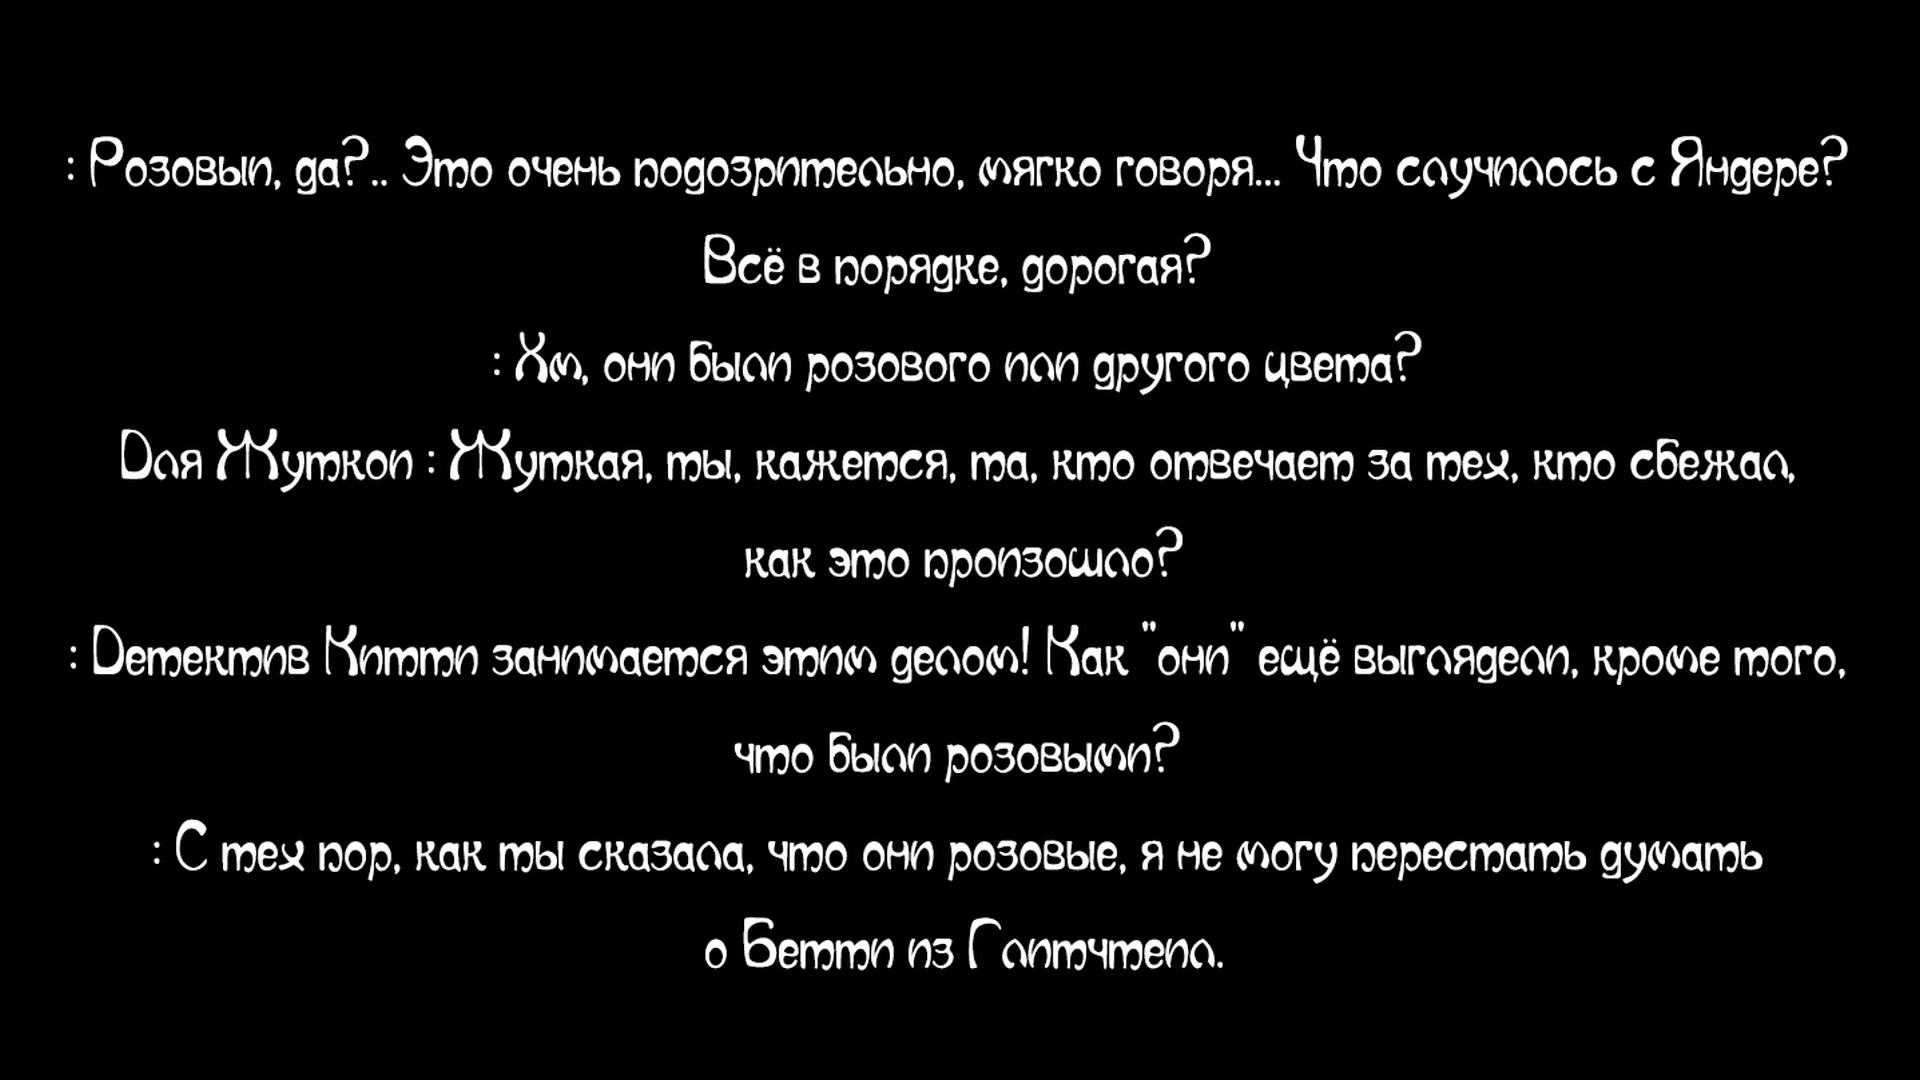 : Розовый, да?.. Это очень подозрительно, мягко говоря... Что случилось с Яндере?
Всё в порядке, дорогая?
: Хм, они были розового или другого цвета?
Для Жуткой : Жуткая, ты, кажется, та, кто отвечает за тех, кто сбежал,
как это произошло?
: Детектив Китти занимается этим делом! Как "они" ещё выглядели, кроме того,
что были розовыми?
: С тех пор, как ты сказала, что они розовые, я не могу перестать думать
о Бетти из Глитчтейл.